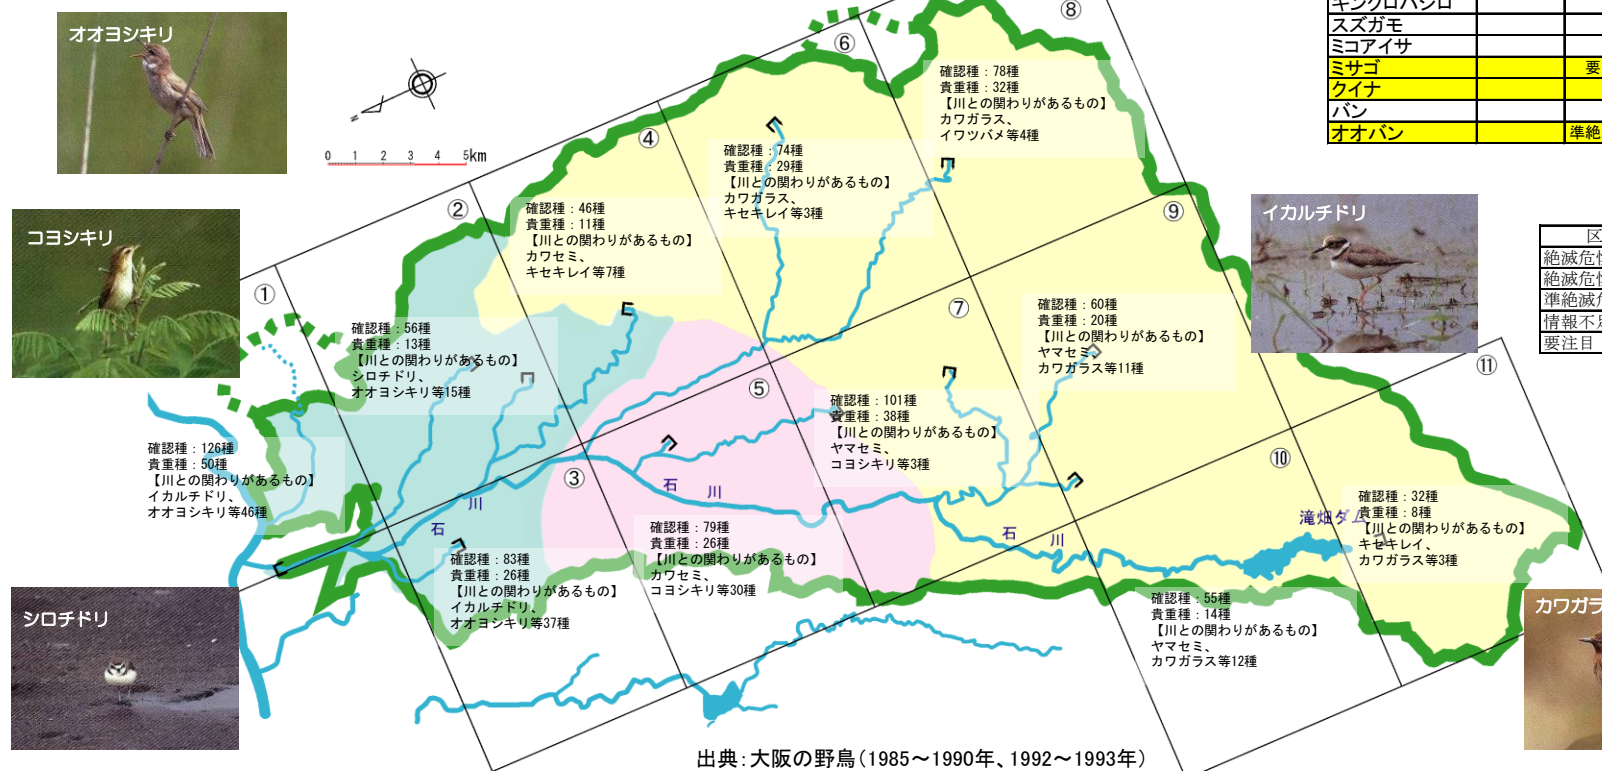 オオヨシキリ
コヨシキリ
シロチドリ
イカルチドリ
0 1 2 3 4 5km
①
②
③
④
⑤
⑥
⑦
⑧
⑨
⑩
⑪
確認種：126種
貴重種：50種
【川との関わりがあるもの】
イカルチドリ、
オオヨシキリ等46種
確認種：56種
貴重種：13種
【川との関わりがあるもの】
シロチドリ、
オオヨシキリ等15種
確認種：83種
貴重種：26種
【川との関わりがあるもの】
イカルチドリ、
オオヨシキリ等37種
確認種：46種
貴重種：11種
【川との関わりがあるもの】
カワセミ、
キセキレイ等7種
確認種：79種
貴重種：26種
【川との関わりがあるもの】
カワセミ、
コヨシキリ等30種
確認種：74種
貴重種：29種
【川との関わりがあるもの】
カワガラス、
キセキレイ等3種
確認種：101種
貴重種：38種
【川との関わりがあるもの】
ヤマセミ、
コヨシキリ等3種
確認種：78種
貴重種：32種
【川との関わりがあるもの】
カワガラス、
イワツバメ等4種
確認種：60種
貴重種：20種
【川との関わりがあるもの】
ヤマセミ、
カワガラス等11種
確認種：55種
貴重種：14種
【川との関わりがあるもの】
ヤマセミ、
カワガラス等12種
確認種：32種
貴重種：8種
【川との関わりがあるもの】
キセキレイ、
カワガラス等3種
石川
石川
石川
滝畑ダム
キンクロハジロ
スズガモ
ミコアイサ
ミサゴ 要
クイナ
バン
オオバン 準絶
区
絶滅危
絶滅危
準絶滅
情報不
要注目
カワガラ
出典:大阪の野鳥(1985～1990年、1992～1993年)